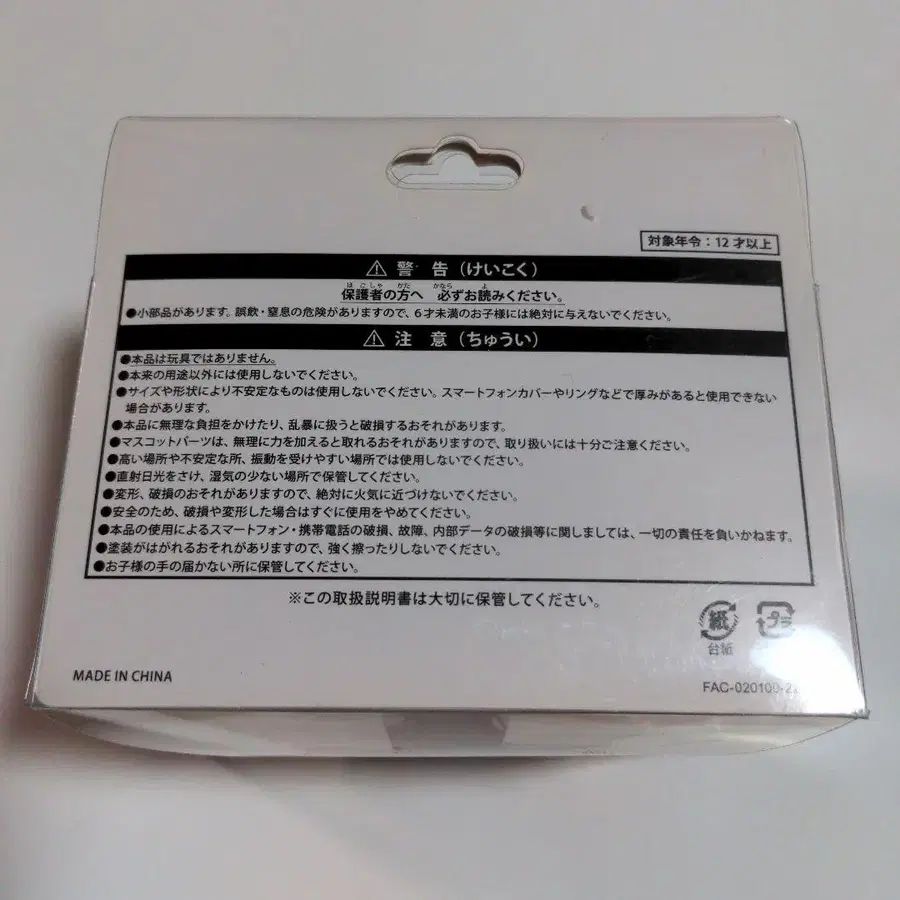 対象年令：12才以上
⚠ 警告（けいこく）
保護者の方へ 必ずお読みください。
●小部品があります。誤飲・窒息の危険がありますので、6才未満のお子様には絶対に与えないでください。
⚠ 注意（ちゅうい）
●本品は玩具ではありません。
●本来の用途以外には使用しないでください。
●サイズや形状により不安定なものは使用しないでください。スマートフォンカバーやリングなどで厚みがあると使用できない
場合があります。
●本品に無理な負担をかけたり、乱暴に扱うと破損するおそれがあります。
●マスコットパーツは、無理に力を加えると取れるおそれがありますので、取り扱いには十分ご注意ください。
●高い場所や不安定な所、振動を受けやすい場所では使用しないでください。
●直射日光をさけ、湿気の少ない場所で保管してください。
●変形、破損のおそれがありますので、絶対に火気に近づけないでください。
●安全のため、破損や変形した場合はすぐに使用をやめてください。
●本品の使用によるスマートフォン・携帯電話の破損、故障、内部データの破損等に関しましては、一切の責任を負いかねます。
●塗装がはがれるおそれがありますので、強く擦ったりしないでください。
●お子様の手の届かない所に保管してください。
※この取扱説明書は大切に保管してください。
紙 プラ
台紙
MADE IN CHINA